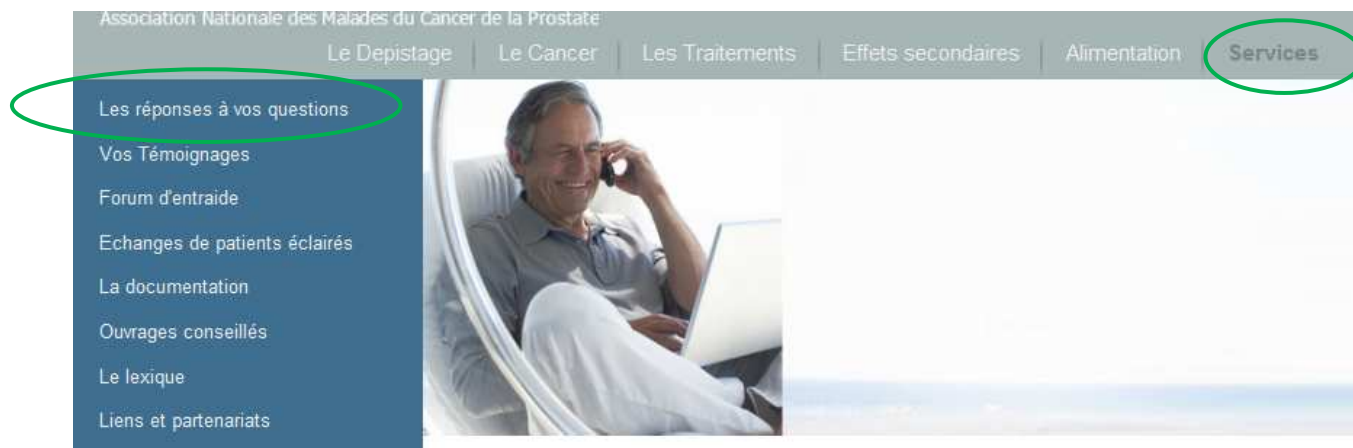 Association Nationale des Malades du Cancer de la Prostate
Le Depistage Le Cancer Les Traitements Effets secondaires Alimentation Services
Les réponses à vos questions
Vos Témoignages
Forum d'entraide
Echanges de patients éclairés
La documentation
Ouvrages conseillés
Le lexique
Liens et partenariats